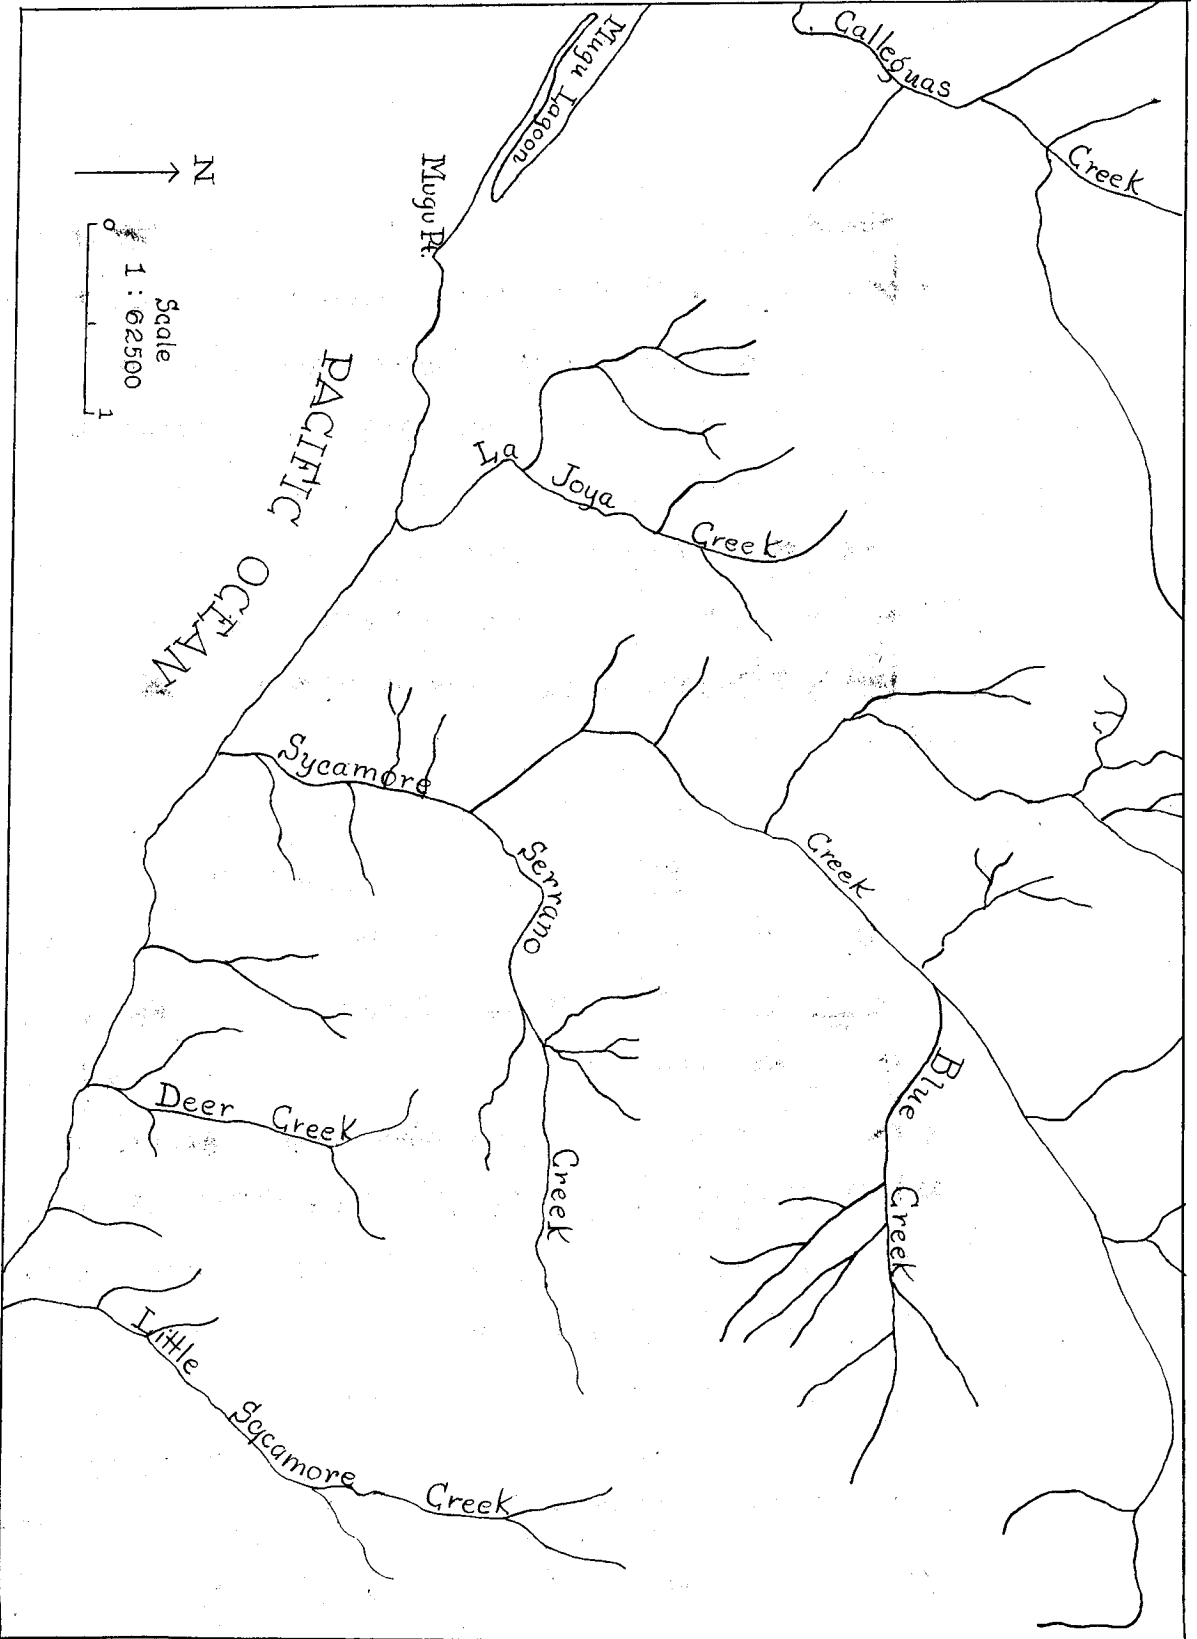 Calleguas
Creek
Mugu Lagoon
Mugu Pt.
N
Scale
1 : 62500
0
1
PACIFIC OCEAN
La Joya Creek
Sycamore
Creek
Serrano
Creek
Blue
Creek
Deer Creek
Little
Sycamore
Creek